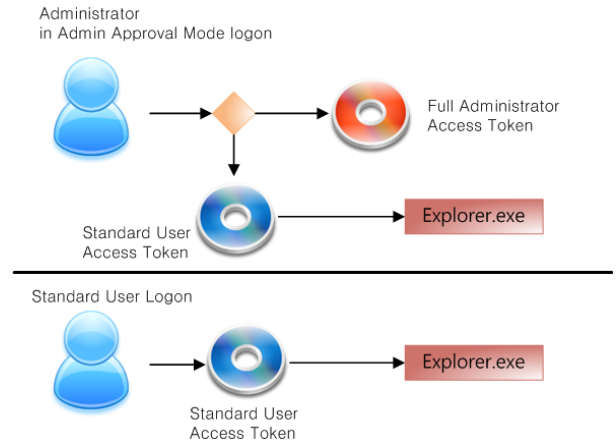 Administrator
in Admin Approval Mode logon
Full Administrator
Access Token
Standard User
Access Token
Explorer.exe
Standard User Logon
Explorer.exe
Standard User
Access Token